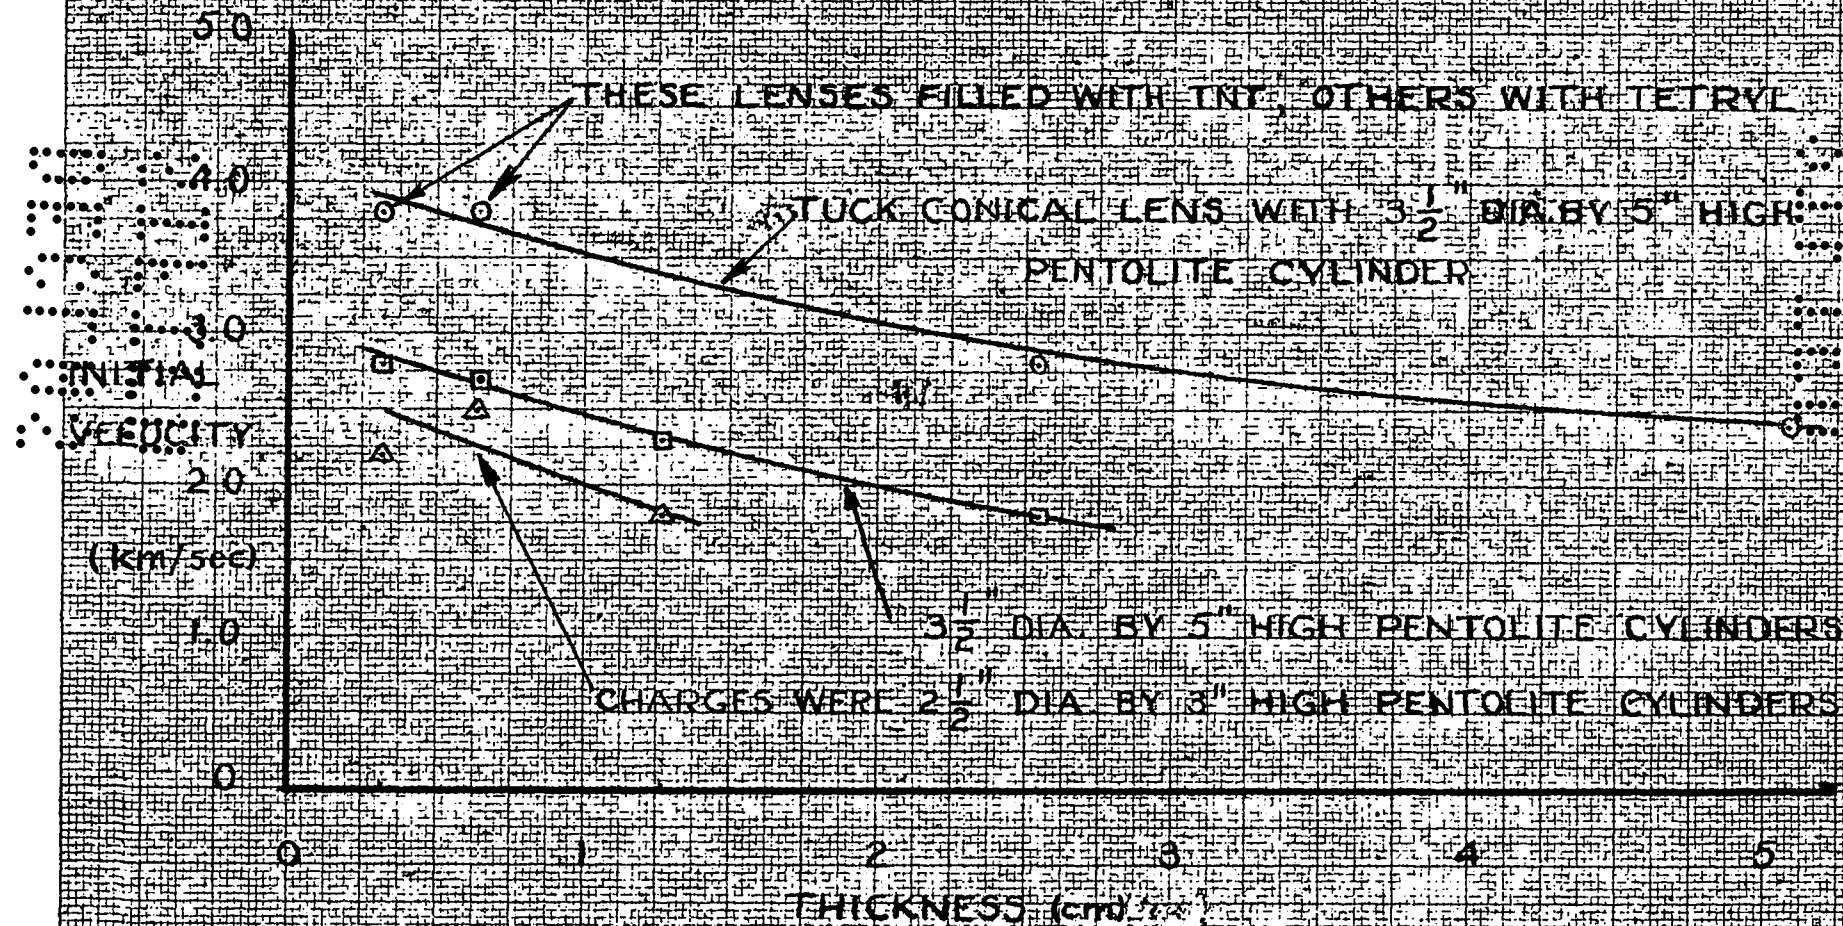 5.0
THESE LENSES FILLED WITH TNT, OTHERS WITH TETRYL
4.0
TUCK CONICAL LENS WITH 3 1/2" DIA. BY 5" HIGH
PENTOLITE CYLINDER
3.0
INITIAL
VELOCITY
2.0
(km/sec)
3 1/2" DIA. BY 5" HIGH PENTOLITE CYLINDERS
1.0
CHARGES WERE 2 1/2" DIA. BY 3" HIGH PENTOLITE CYLINDERS
0
0 1 2 3 4 5
THICKNESS (cm)